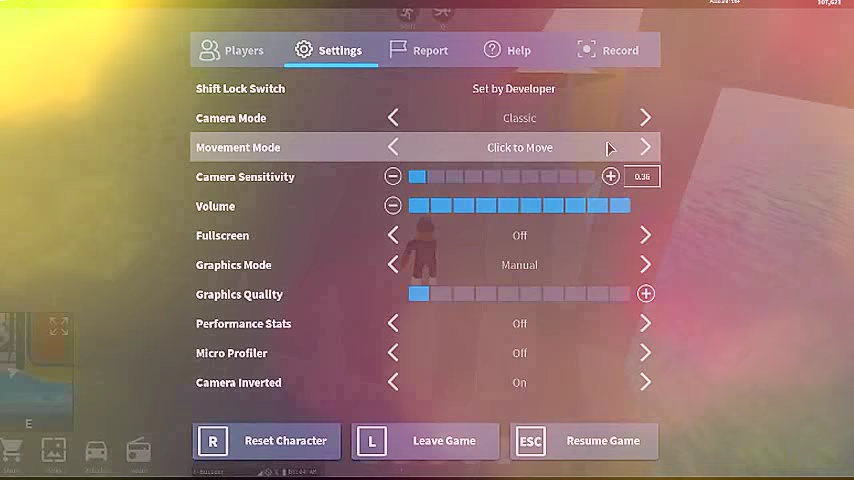 Players Settings Report Help Record
Shift Lock Switch Set by Developer
Camera Mode Classic
Movement Mode Click to Move
Camera Sensitivity 0.36
Volume
Fullscreen Off
Graphics Mode Manual
Graphics Quality
Performance Stats Off
Micro Profiler Off
Camera Inverted On
E
R Reset Character L Leave Game ESC Resume Game